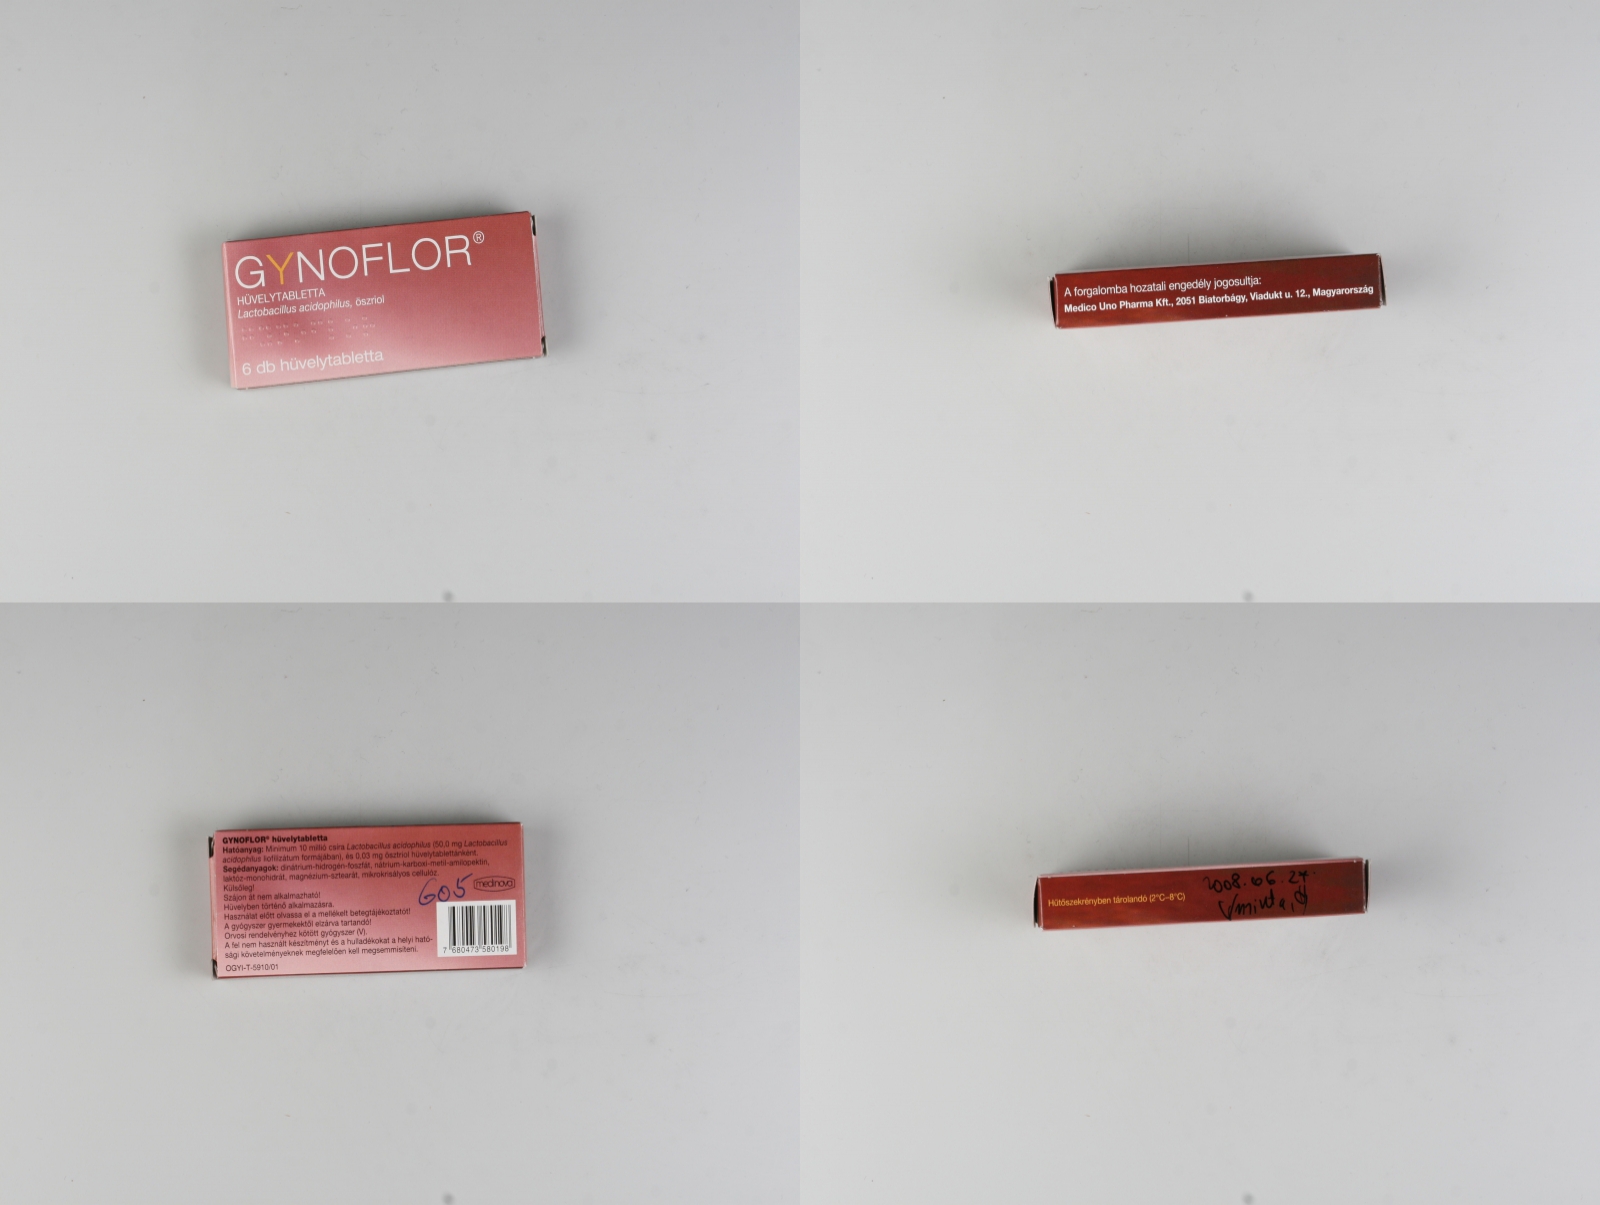 GYNOFLOR®
HÜVELYTABLETTA
Lactobacillus acidophilus, ösztriol
6 db hüvelytabletta
A forgalomba hozatali engedély jogosultja:
Medico Uno Pharma Kft., 2051 Biatorbágy, Viadukt u. 12., Magyarország
GYNOFLOR® hüvelytabletta
Hatóanyag: Minimum 10 millió csíra Lactobacillus acidophilus (50,0 mg Lactobacillus
acidophilus liofilizátum formájában), és 0,03 mg ösztriol hüvelytablettánként.
Segédanyagok: dinátrium-hidrogén-foszfát, nátrium-karboxi-metil-amilopektin,
laktóz-monohidrát, magnézium-sztearát, mikrokristályos cellulóz.
Külsőleg!
Szájon át nem alkalmazható!
Hüvelyben történő alkalmazásra.
Használat előtt olvassa el a mellékelt betegtájékoztatót!
A gyógyszer gyermekektől elzárva tartandó!
Orvosi rendelvényhez kötött gyógyszer (V).
A fel nem használt készítményt és a hulladékokat a helyi ható-
sági követelményeknek megfelelően kell megsemmisíteni.
OGYI-T-5910/01
605
medinova
7 680473 580198
Hűtőszekrényben tárolandó (2°C–8°C)
2008.06.27.
minta